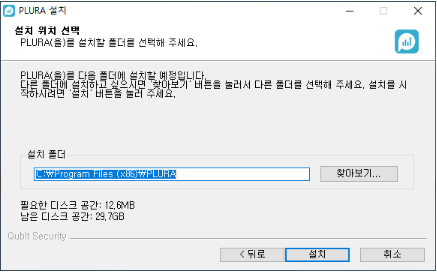 PLURA 설치
설치 위치 선택
PLURA(을)를 설치할 폴더를 선택해 주세요.
PLURA(을)를 다음 폴더에 설치할 예정입니다.
다른 폴더에 설치하고 싶으시면 '찾아보기' 버튼을 눌러서 다른 폴더를 선택해 주세요. 설치를 시
작하시려면 '설치' 버튼을 눌러 주세요.
설치 폴더
C:₩Program Files (x86)₩PLURA
찾아보기...
필요한 디스크 공간: 12.6MB
남은 디스크 공간: 29.7GB
Qubit Security
< 뒤로
설치
취소